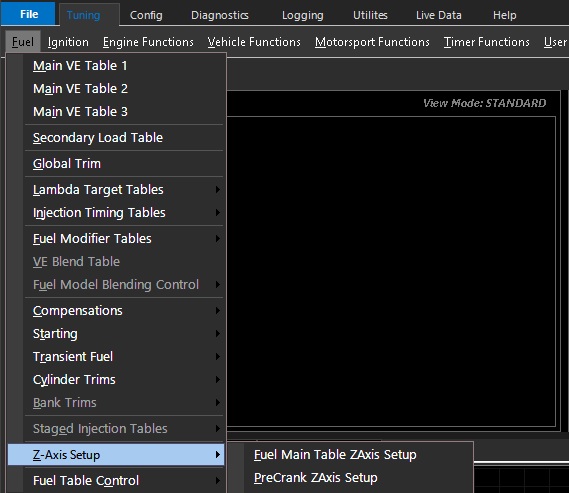 File Tuning Config Diagnostics Logging Utilites Live Data Help
Fuel Ignition Engine Functions Vehicle Functions Motorsport Functions Timer Functions User
Main VE Table 1
Main VE Table 2
View Mode: STANDARD
Main VE Table 3
Secondary Load Table
Global Trim
Lambda Target Tables
Injection Timing Tables
Fuel Modifier Tables
VE Blend Table
Fuel Model Blending Control
Compensations
Starting
Transient Fuel
Cylinder Trims
Bank Trims
Staged Injection Tables
Z-Axis Setup
Fuel Main Table ZAxis Setup
PreCrank ZAxis Setup
Fuel Table Control